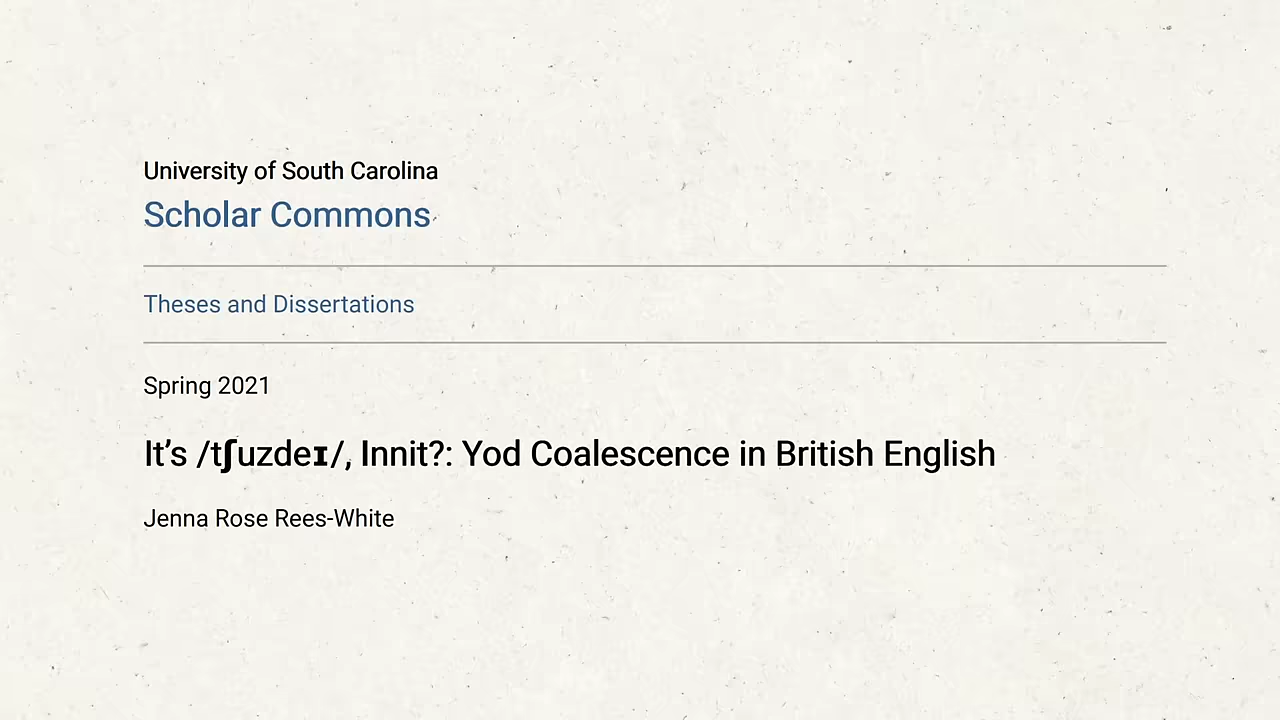 University of South Carolina
Scholar Commons
Theses and Dissertations
Spring 2021
It’s /tʃuzdeɪ/, Innit?: Yod Coalescence in British English
Jenna Rose Rees-White